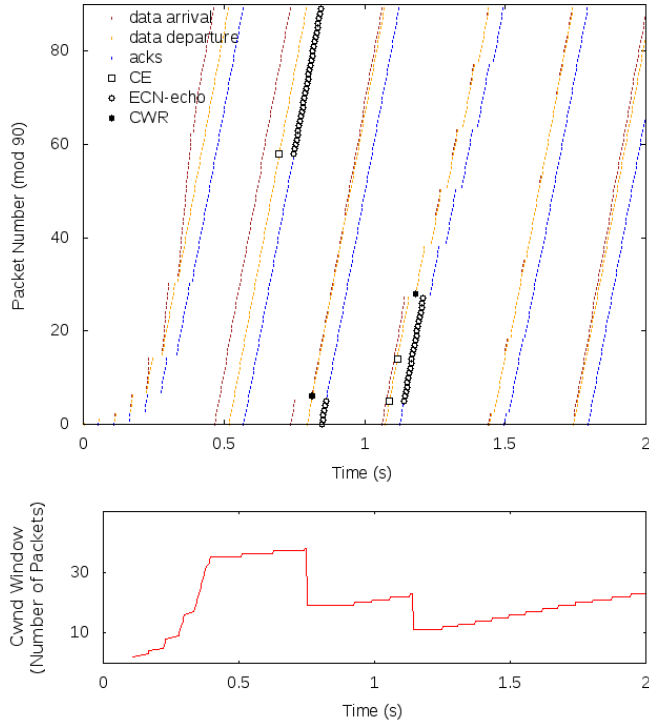 data arrival
data departure
acks
CE
ECN-echo
CWR
Packet Number (mod 90)
80
60
40
20
0
0 0.5 1 1.5 2
Time (s)
Cwnd Window
(Number of Packets)
30
10
0 0.5 1 1.5 2
Time (s)